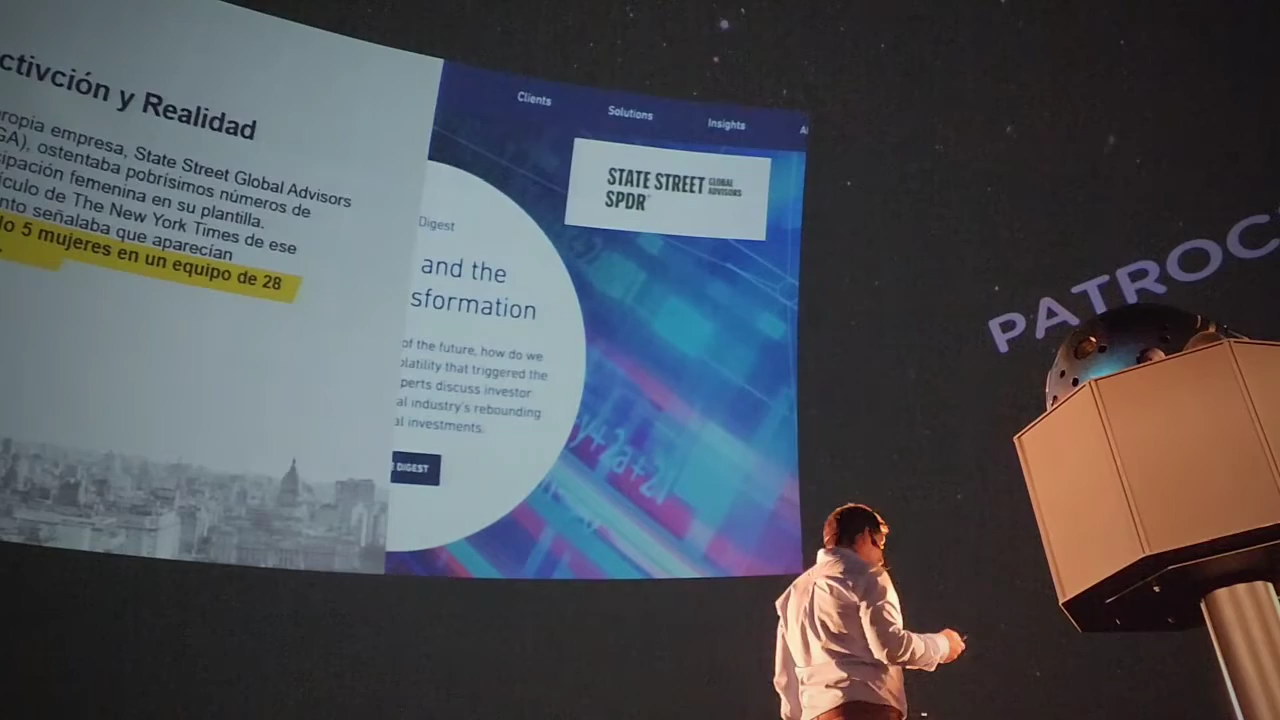 ctivción y Realidad
ropia empresa, State Street Global Advisors
GA), ostentaba pobrísimos números de
ipación femenina en su plantilla.
ículo de The New York Times de ese
nto señalaba que aparecían
lo 5 mujeres en un equipo de 28
Clients
Solutions
Insights
STATE STREET GLOBAL ADVISORS
SPDR
Digest
and the
sformation
of the future, how do we
olatility that triggered the
perts discuss investor
al industry's rebounding
al investments.
DIGEST
y+2a+2
PATROC